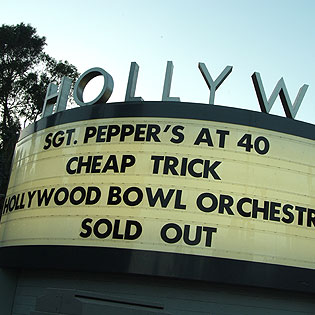 HOLLYW
SGT. PEPPER'S AT 40
CHEAP TRICK
HOLLYWOOD BOWL ORCHESTR
SOLD OUT